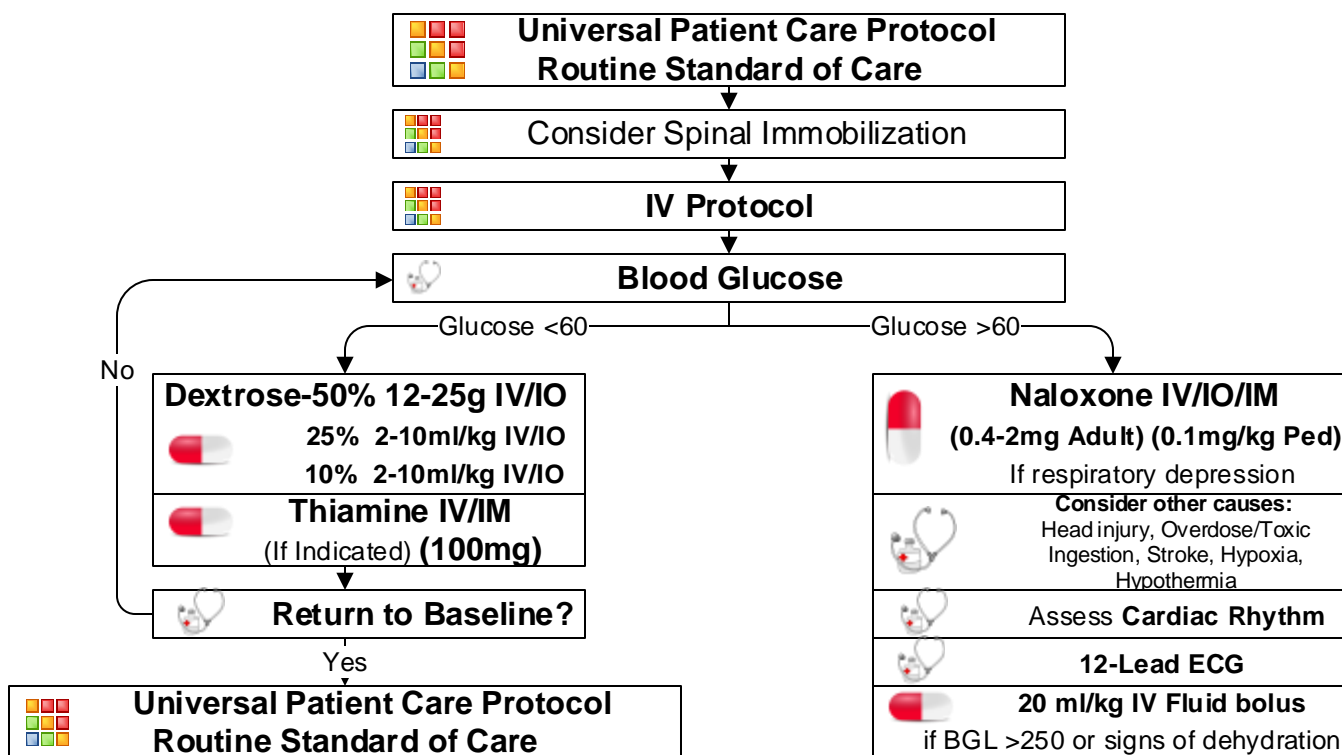 Universal Patient Care Protocol
Routine Standard of Care
Consider Spinal Immobilization
IV Protocol
Blood Glucose
Glucose <60
Glucose >60
No
Dextrose-50% 12-25g IV/IO
25% 2-10ml/kg IV/IO
10% 2-10ml/kg IV/IO
Thiamine IV/IM
(If Indicated) (100mg)
Return to Baseline?
Yes
Universal Patient Care Protocol
Routine Standard of Care
Naloxone IV/IO/IM
(0.4-2mg Adult) (0.1mg/kg Ped)
If respiratory depression
Consider other causes:
Head injury, Overdose/Toxic
Ingestion, Stroke, Hypoxia,
Hypothermia
Assess Cardiac Rhythm
12-Lead ECG
20 ml/kg IV Fluid bolus
if BGL >250 or signs of dehydration